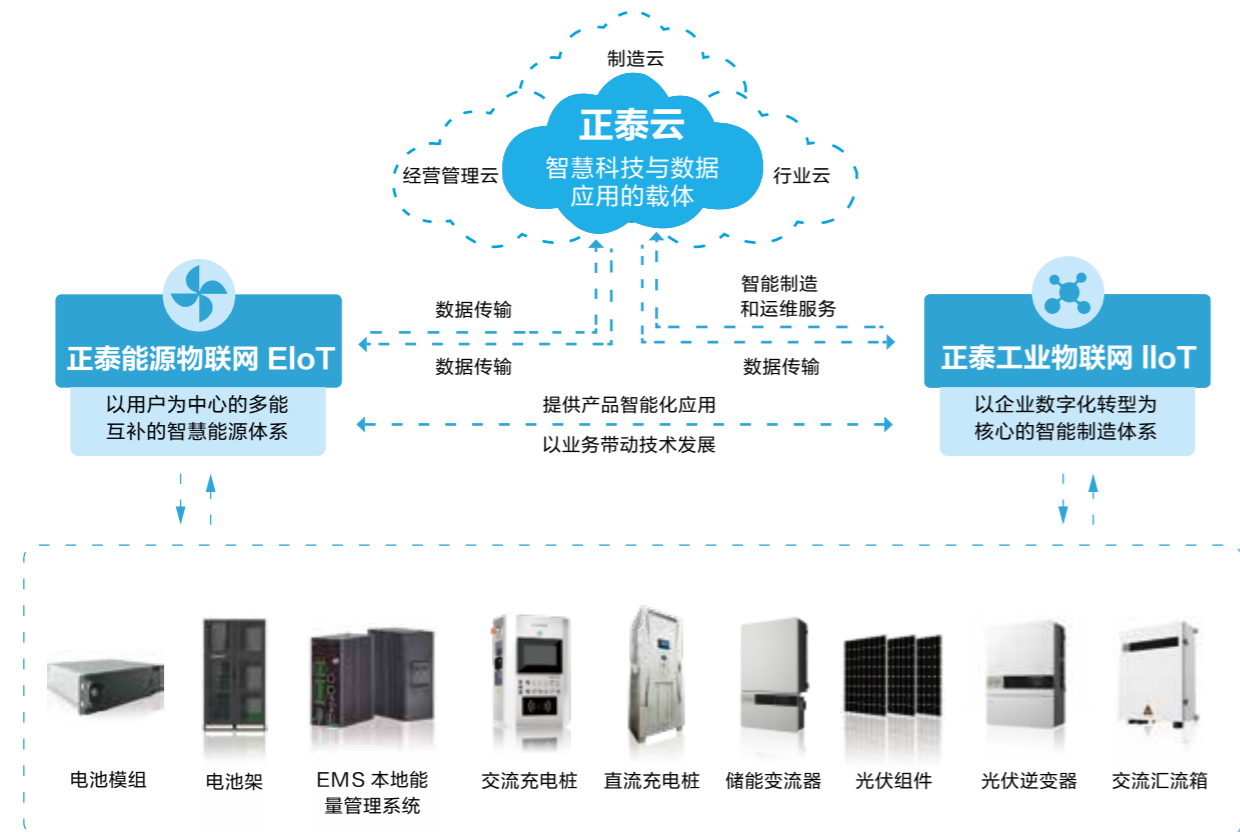 制造云
正泰云
智慧科技与数据
应用的载体
经营管理云
行业云
数据传输
数据传输
智能制造
和运维服务
数据传输
正泰能源物联网 EIoT
以用户为中心的多能
互补的智慧能源体系
提供产品智能化应用
以业务带动技术发展
正泰工业物联网 IIoT
以企业数字化转型为
核心的智能制造体系
电池模组
电池架
EMS 本地能
量管理系统
交流充电桩
直流充电桩
储能变流器
光伏组件
光伏逆变器
交流汇流箱